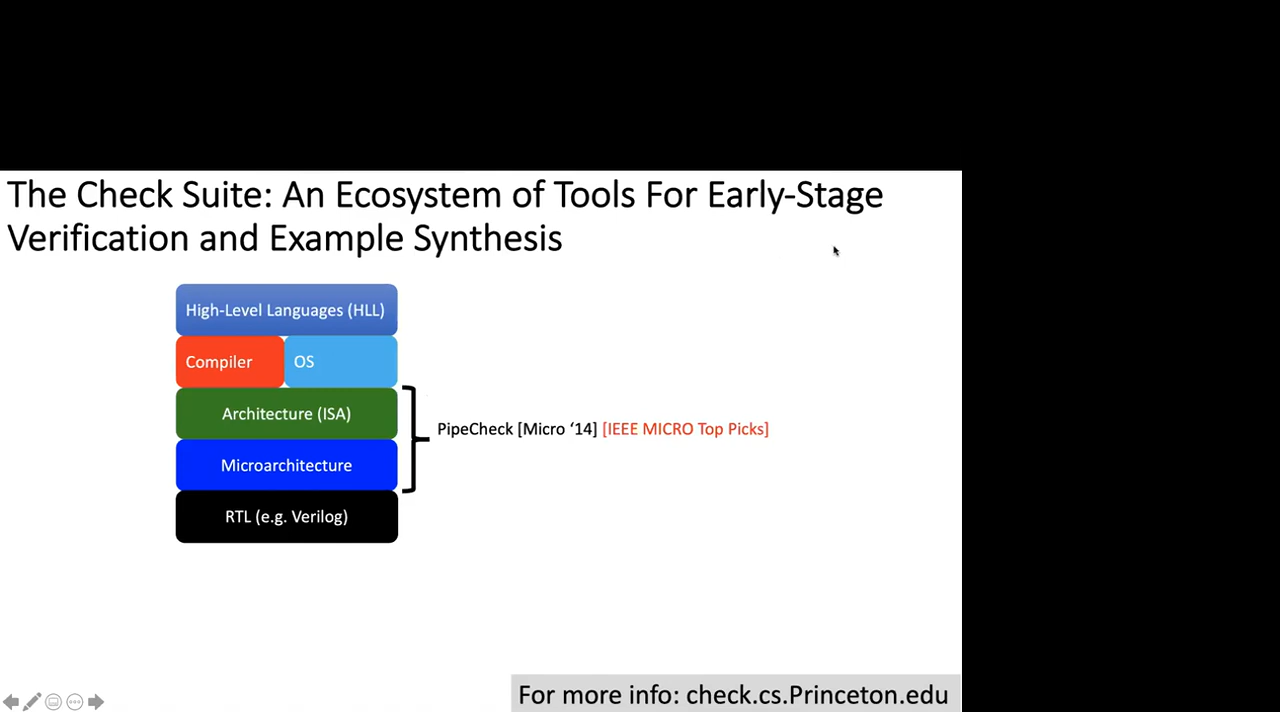 The Check Suite: An Ecosystem of Tools For Early-Stage
Verification and Example Synthesis
High-Level Languages (HLL)
Compiler
OS
Architecture (ISA)
PipeCheck [Micro ‘14] [IEEE MICRO Top Picks]
Microarchitecture
RTL (e.g. Verilog)
For more info: check.cs.Princeton.edu